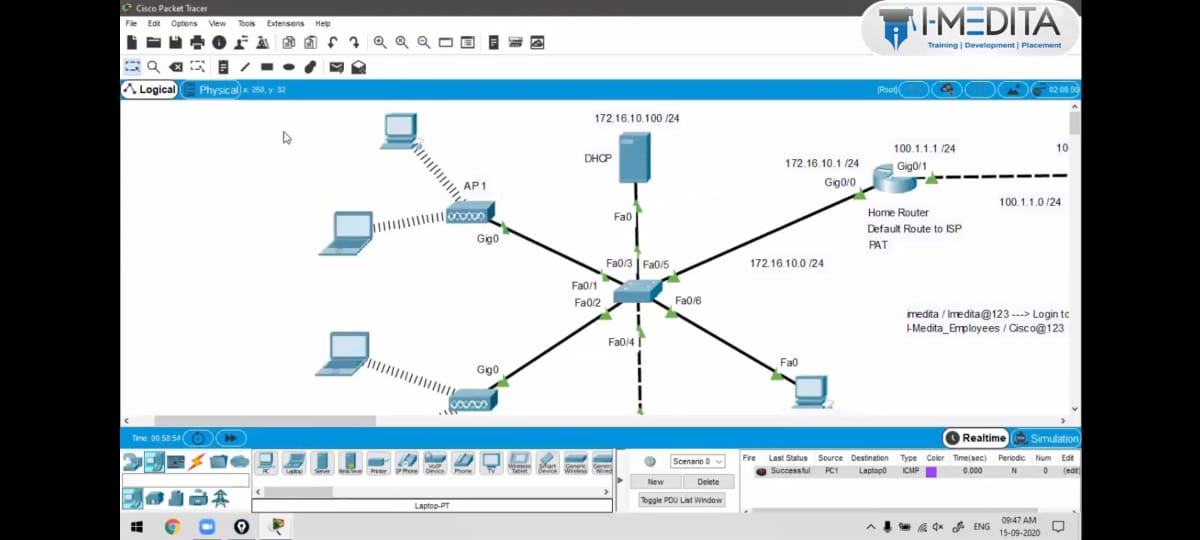 Cisco Packet Tracer
File Edit Options View Tools Extensions Help
I-MEDITA
Training | Development | Placement
Logical Physical x: 260, y: 32
[Root] 02:08:00
172.16.10.100 /24
DHCP
100.1.1.1 /24
10
172.16.10.1 /24
Gig0/1
Gig0/0
AP1
100.1.1.0 /24
Fa0
Home Router
Default Route to ISP
PAT
Gig0
Fa0/3 Fa0/5
172.16.10.0 /24
Fa0/1
Fa0/2
Fa0/6
imedita / Imedita@123 ---> Login to
I-Medita_Employees / Cisco@123
Fa0/4
Gig0
Fa0
Time: 00:58:54
Realtime
Simulation
PC
Laptop
Server
Printer
IP Phone
VoIP Device
Phone
TV
Wireless Tablet
Smart Device
Generic Wireless
Generic Wired
Laptop-PT
Scenario 0
New
Delete
Toggle PDU List Window
Fire Last Status Source Destination Type Color Time(sec) Periodic Num Edit
Successful PC1 Laptop0 ICMP 0.000 N 0 (edit)
ENG
09:47 AM
15-09-2020